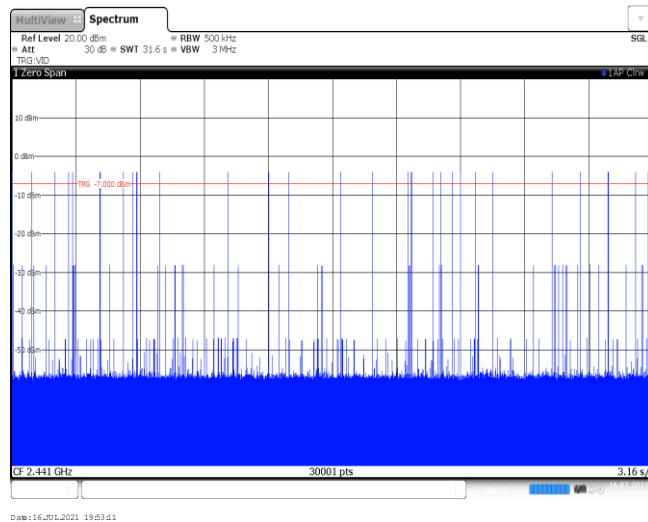 MultiView Spectrum
Ref Level 20.00 dBm RBW 500 kHz SGL
Att 30 dB SWT 31.6 s VBW 3 MHz
TRG:VID
1 Zero Span 1AP Clrw
10 dBm
0 dBm
TRG -7.000 dBm
-10 dBm
-20 dBm
-30 dBm
-40 dBm
-50 dBm
CF 2.441 GHz 30001 pts 3.16 s/
Date:16.JUL.2021 19:53:11